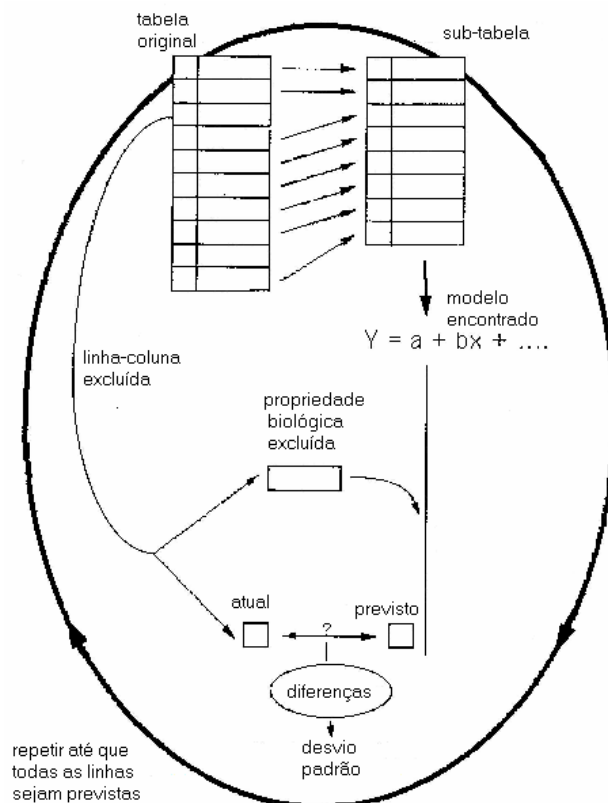 tabela
original
sub-tabela
modelo
encontrado
Y = a + bx + ....
linha-coluna
excluída
propriedade
biológica
excluída
atual
previsto
?
diferenças
desvio
padrão
repetir até que
todas as linhas
sejam previstas